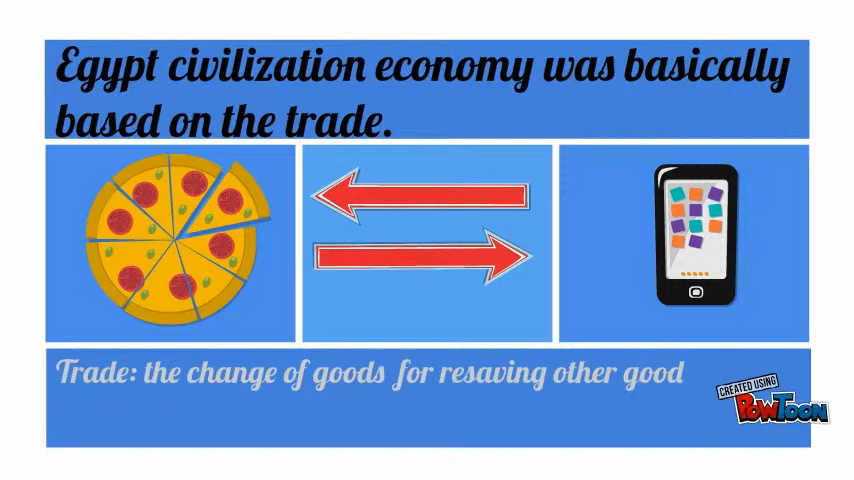 Egypt civilization economy was basically
based on the trade.
Trade: the change of goods for resaving other good
CREATED USING
POWTOON